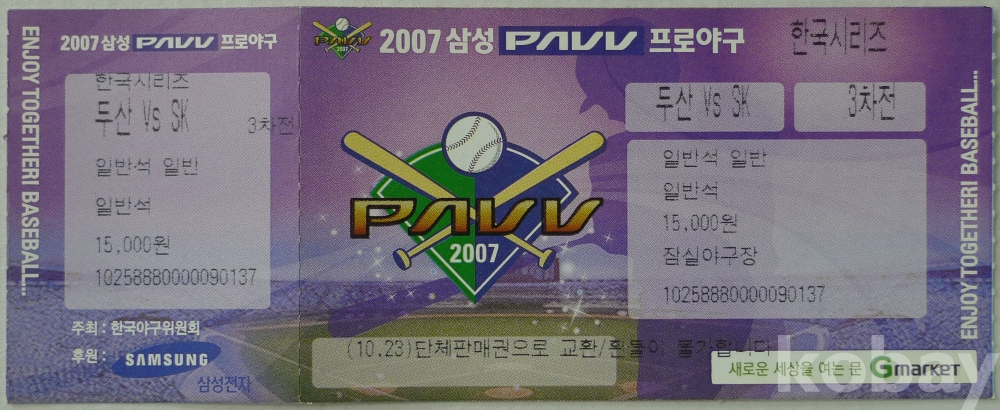 ENJOY TOGETHER! BASEBALL...
2007 삼성 PAVV 프로야구
한국시리즈
두산 Vs SK 3차전
일반석 일반
일반석
15,000원
10258880000090137
주최 : 한국야구위원회
후원 : SAMSUNG
삼성전자
PAVV
2007
2007 삼성 PAVV 프로야구
한국시리즈
두산 Vs SK
3차전
PAVV
2007
일반석 일반
일반석
15,000원
잠실야구장
10258880000090137
(10.23)단체판매권으로 교환/환불이 불가합니다
새로운 세상을 여는 문 Gmarket
ENJOY TOGETHER! BASEBALL...
kobay